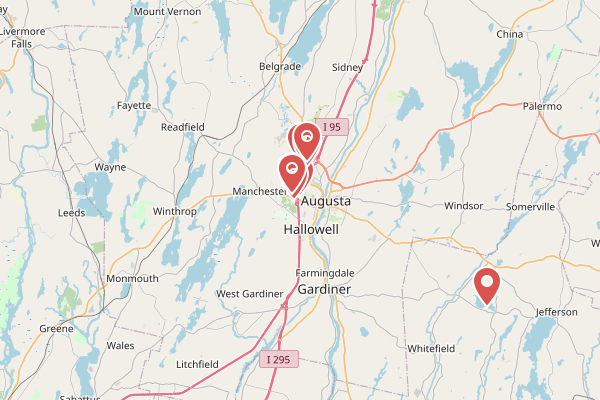 Mount Vernon
Livermore
Falls
China
Belgrade
Sidney
Fayette
Palermo
Readfield
I 95
Wayne
Manchester
Leeds
Winthrop
Augusta
Windsor
Somerville
Hallowell
Monmouth
Farmingdale
West Gardiner
Gardiner
Jefferson
Greene
Wales
Whitefield
I 295
Litchfield
Sabattus